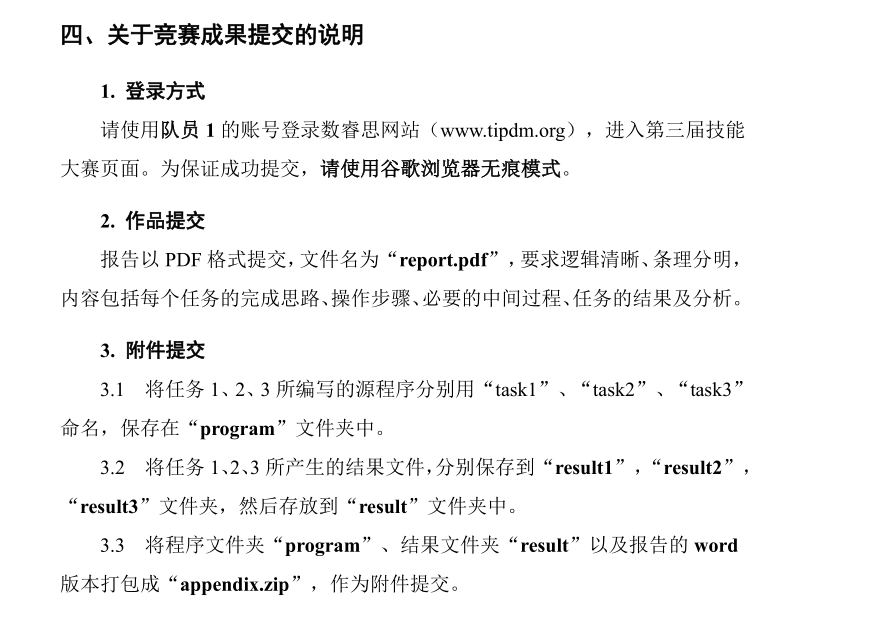 四、关于竞赛成果提交的说明
1. 登录方式
请使用队员 1 的账号登录数睿思网站（www.tipdm.org），进入第三届技能
大赛页面。为保证成功提交，请使用谷歌浏览器无痕模式。
2. 作品提交
报告以 PDF 格式提交，文件名为“report.pdf”，要求逻辑清晰、条理分明，
内容包括每个任务的完成思路、操作步骤、必要的中间过程、任务的结果及分析。
3. 附件提交
3.1 将任务 1、2、3 所编写的源程序分别用“task1”、“task2”、“task3”
命名，保存在“program”文件夹中。
3.2 将任务 1、2、3 所产生的结果文件，分别保存到“result1”，“result2”，
“result3”文件夹，然后存放到“result”文件夹中。
3.3 将程序文件夹“program”、结果文件夹“result”以及报告的 word
版本打包成“appendix.zip”，作为附件提交。